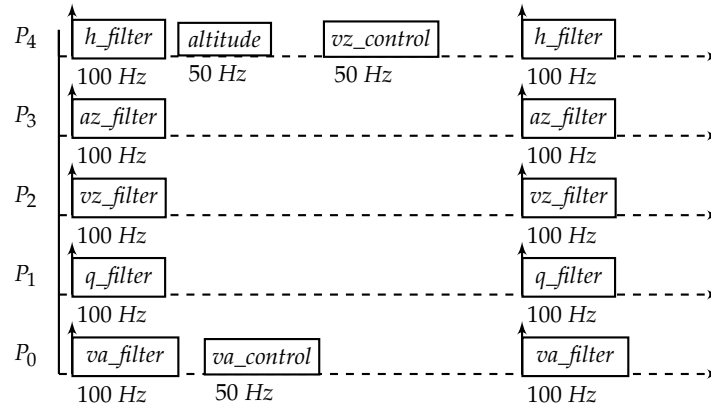 P4 h_filter altitude vz_control h_filter
100 Hz 50 Hz 50 Hz 100 Hz
P3 az_filter az_filter
100 Hz 100 Hz
P2 vz_filter vz_filter
100 Hz 100 Hz
P1 q_filter q_filter
100 Hz 100 Hz
P0 va_filter va_control va_filter
100 Hz 50 Hz 100 Hz